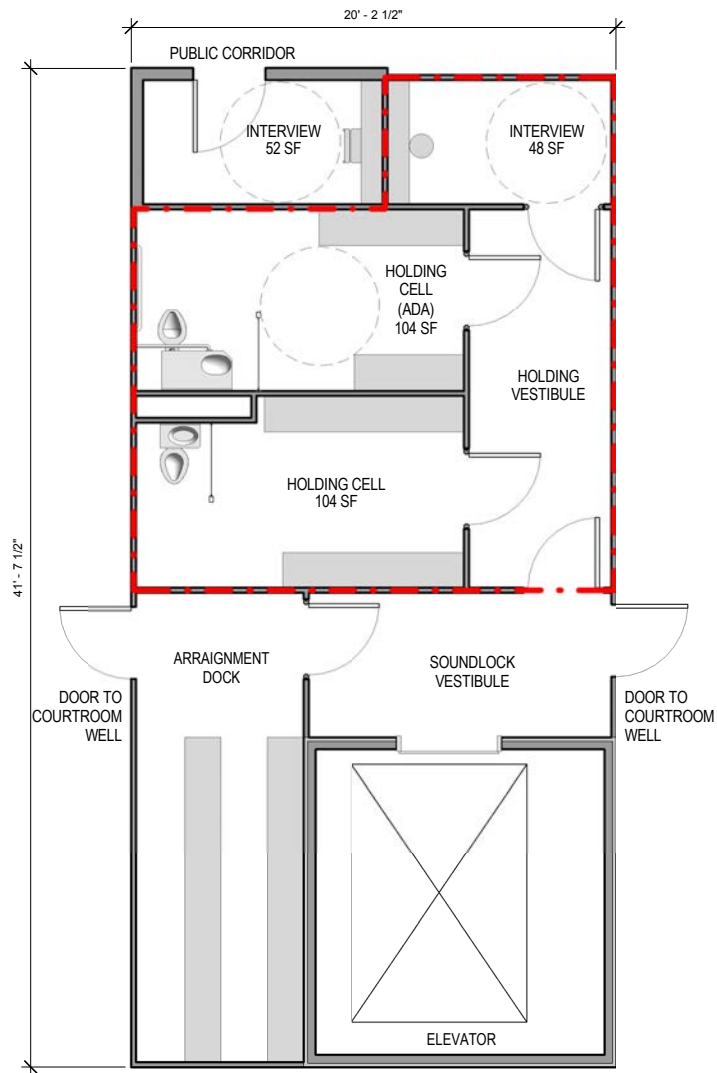 20' - 2 1/2"
PUBLIC CORRIDOR
INTERVIEW
52 SF
INTERVIEW
48 SF
HOLDING
CELL
(ADA)
104 SF
HOLDING
VESTIBULE
HOLDING CELL
104 SF
41' - 7 1/2"
ARRAIGNMENT
DOCK
SOUNDLOCK
VESTIBULE
DOOR TO
COURTROOM
WELL
DOOR TO
COURTROOM
WELL
ELEVATOR